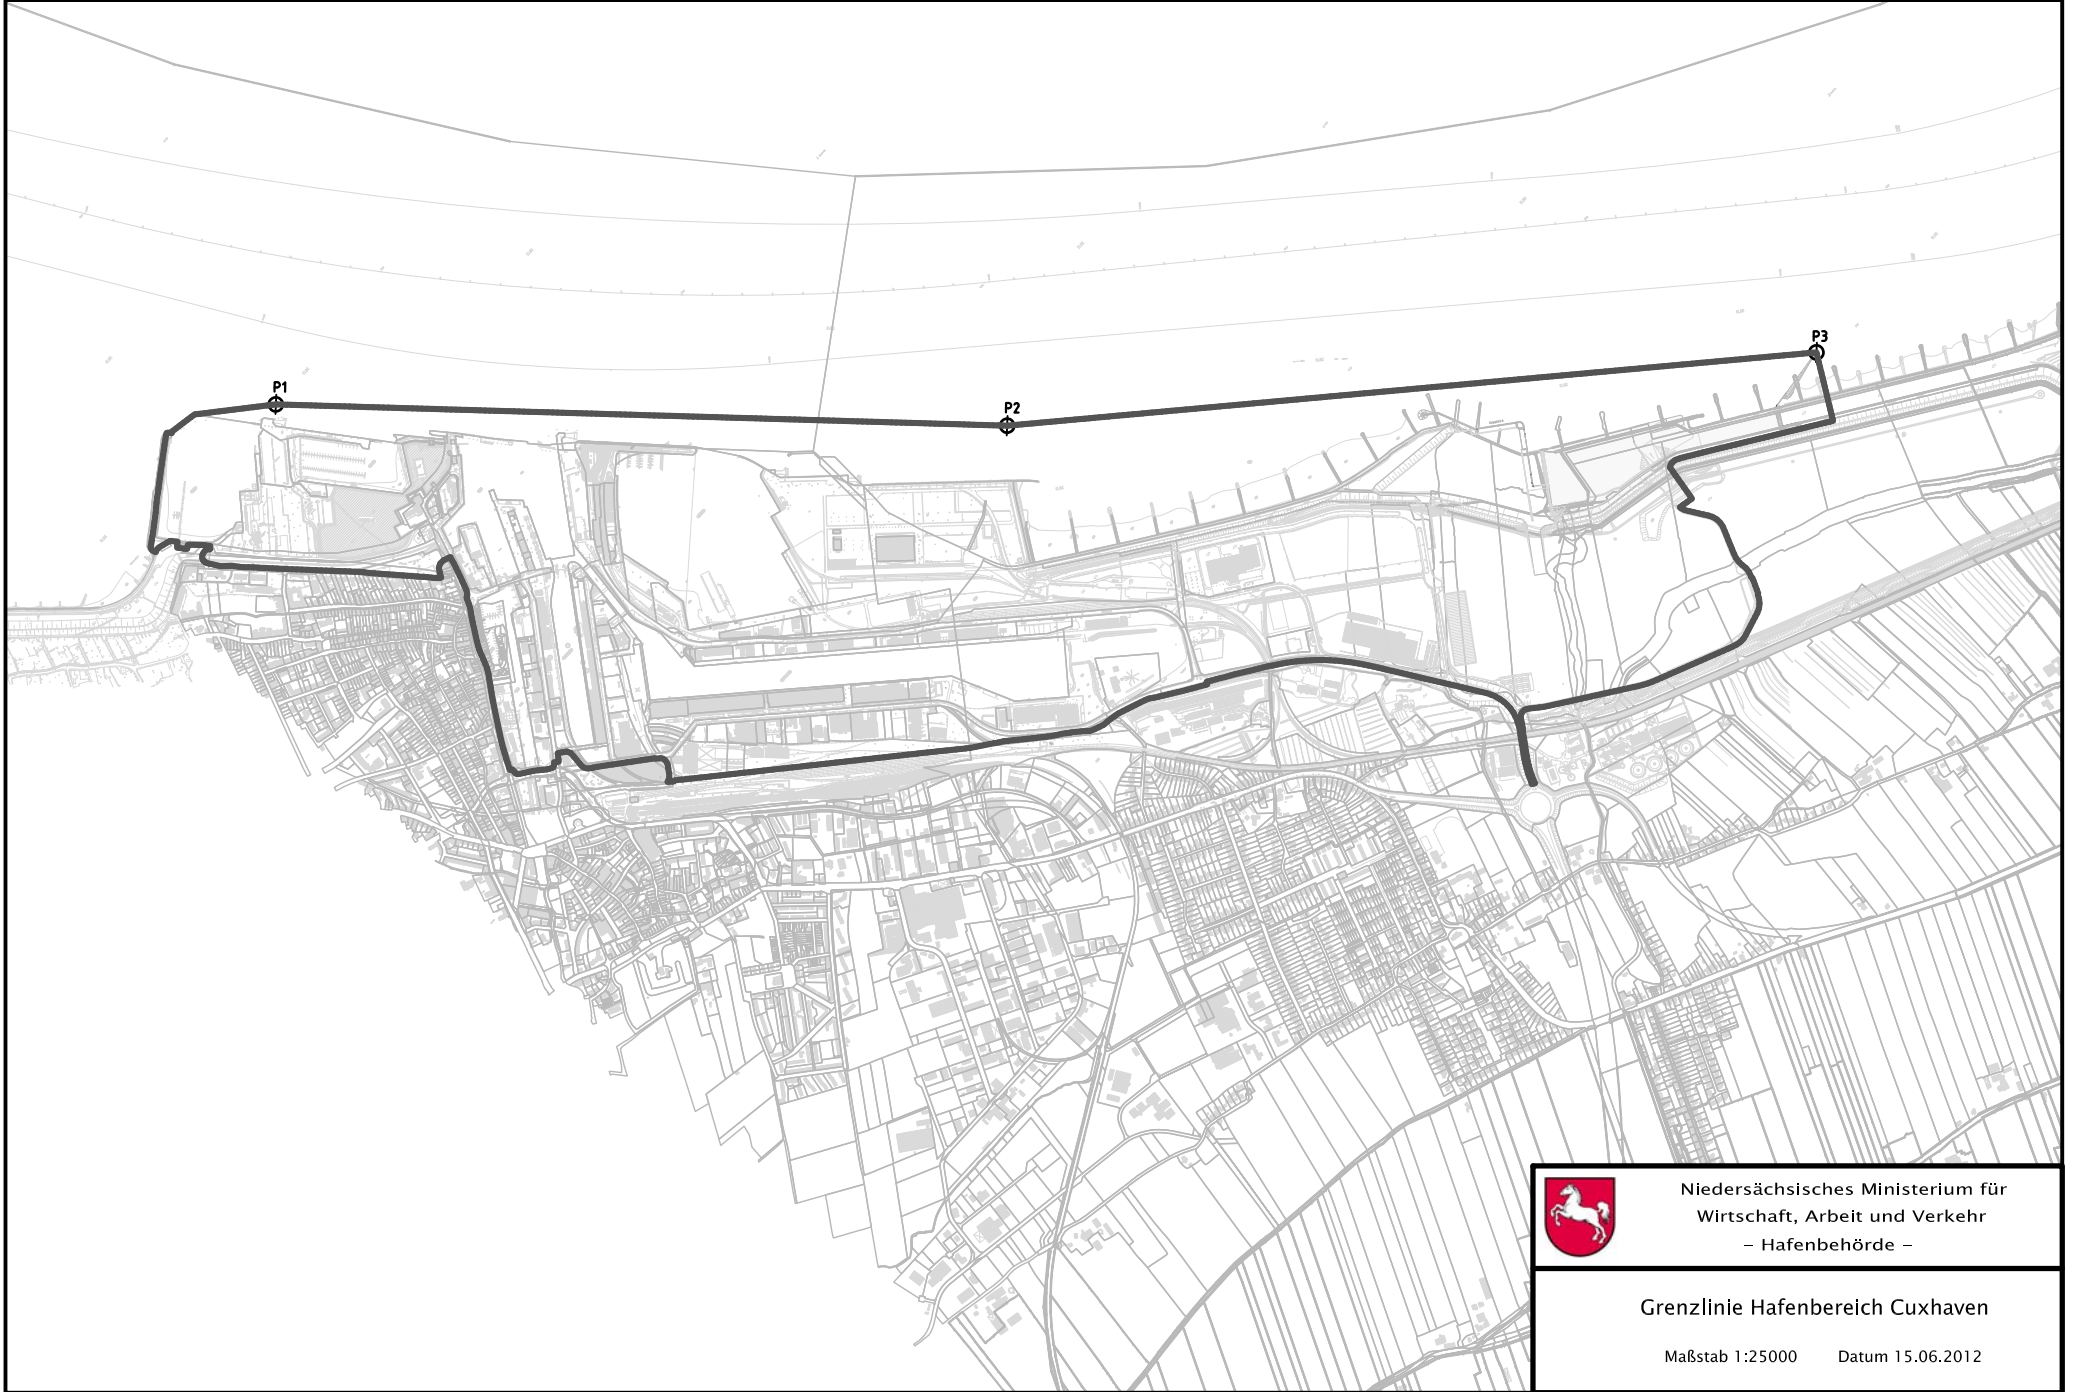 P1
P2
P3
Niedersächsisches Ministerium für
Wirtschaft, Arbeit und Verkehr
– Hafenbehörde –
Grenzlinie Hafenbereich Cuxhaven
Maßstab 1:25000 Datum 15.06.2012